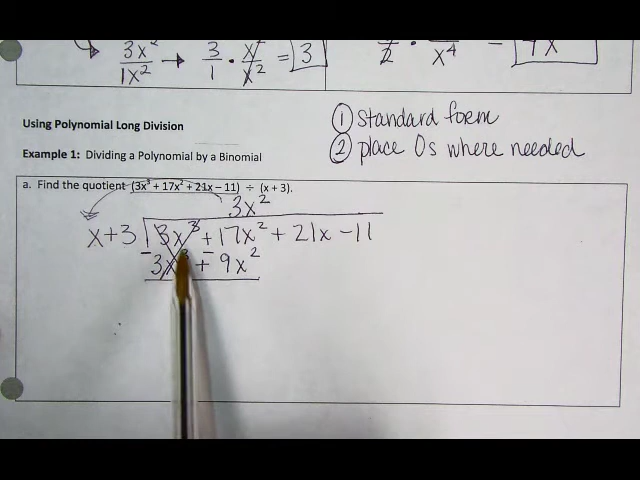 3x²/1x² → 3/1 · x²/x² = 3
x⁴ = 4x
Using Polynomial Long Division
① Standard form
Example 1: Dividing a Polynomial by a Binomial
② place 0s where needed
a. Find the quotient (3x³ + 17x² + 21x – 11) ÷ (x + 3).
3x²
x+3 3x³ + 17x² + 21x - 11
- 3x³ + - 9x²